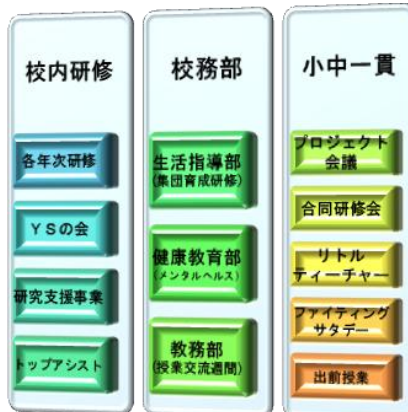 校内研修
各年次研修
YSの会
研究支援事業
トップアシスト
校務部
生活指導部
(集団育成研修)
健康教育部
(メンタルヘルス)
教務部
(授業交流週間)
小中一貫
プロジェクト
会議
合同研修会
リトル
ティーチャー
ファイティング
サタデー
出前授業